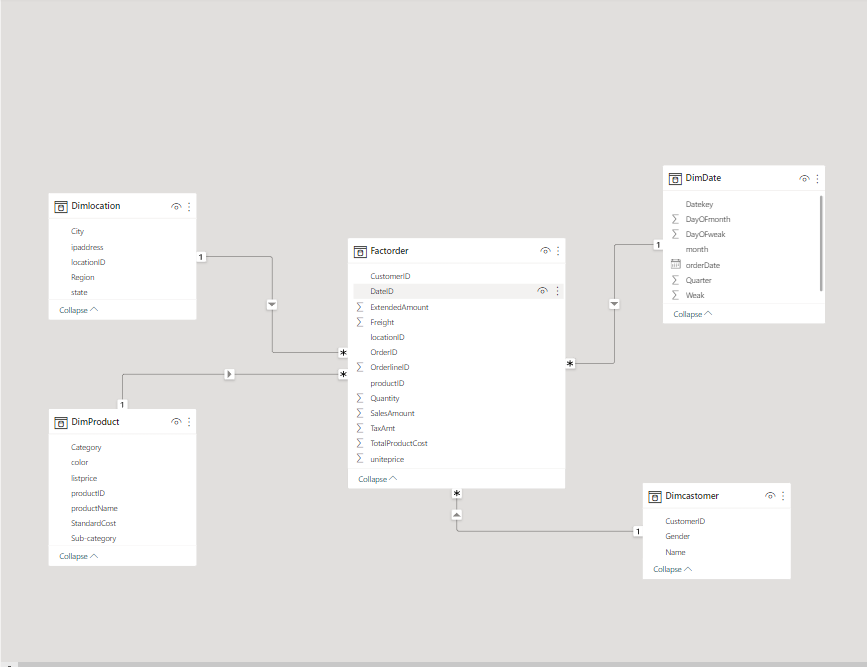 Dimlocation
City
ipaddress
locationID
Region
state
Collapse
1
DimProduct
Category
color
listprice
productID
productName
StandardCost
Sub-category
Collapse
1
Factorder
CustomerID
DateID
ExtendedAmount
Freight
locationID
OrderID
OrderlineID
productID
Quantity
SalesAmount
TaxAmt
TotalProductCost
uniteprice
Collapse
*
*
*
*
DimDate
Datekey
DayOFmonth
DayOFweak
month
orderDate
Quarter
Weak
Collapse
1
Dimcastomer
CustomerID
Gender
Name
Collapse
1